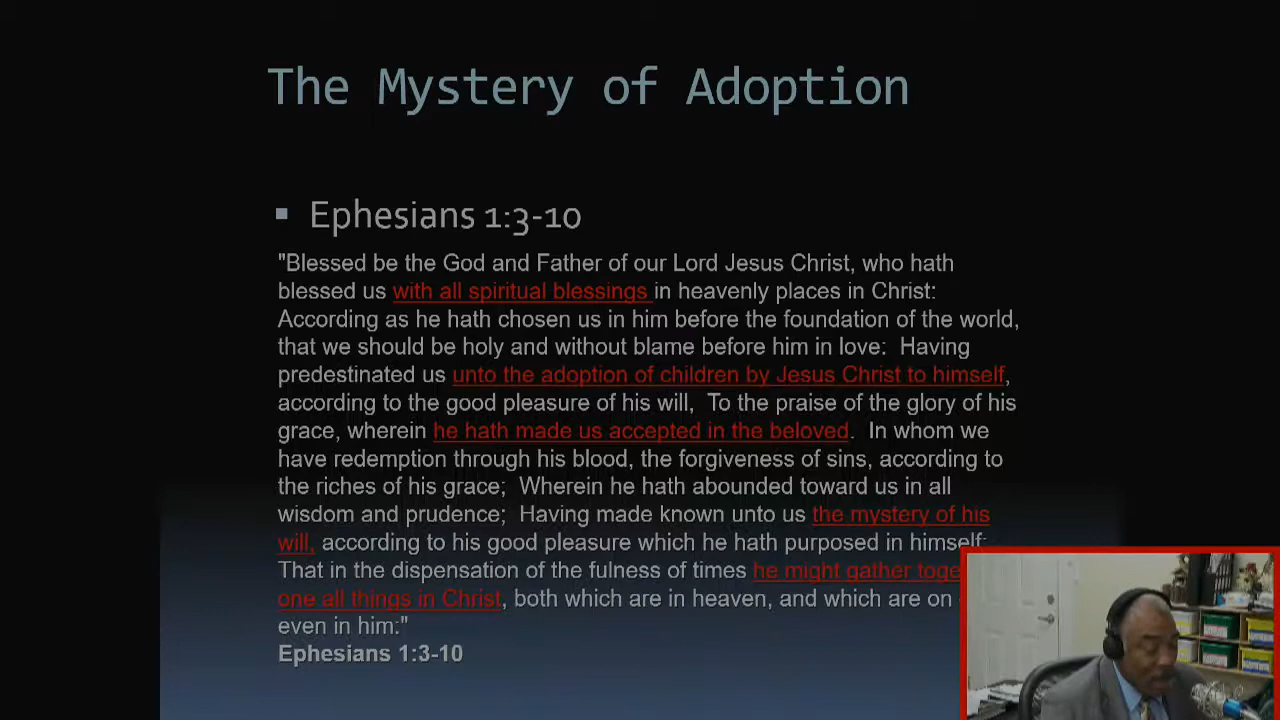 The Mystery of Adoption
▪ Ephesians 1:3-10
"Blessed be the God and Father of our Lord Jesus Christ, who hath
blessed us with all spiritual blessings in heavenly places in Christ:
According as he hath chosen us in him before the foundation of the world,
that we should be holy and without blame before him in love: Having
predestinated us unto the adoption of children by Jesus Christ to himself,
according to the good pleasure of his will, To the praise of the glory of his
grace, wherein he hath made us accepted in the beloved. In whom we
have redemption through his blood, the forgiveness of sins, according to
the riches of his grace; Wherein he hath abounded toward us in all
wisdom and prudence; Having made known unto us the mystery of his
will, according to his good pleasure which he hath purposed in himself:
That in the dispensation of the fulness of times he might gather
one all things in Christ, both which are in heaven, and which are on
even in him:"
Ephesians 1:3-10